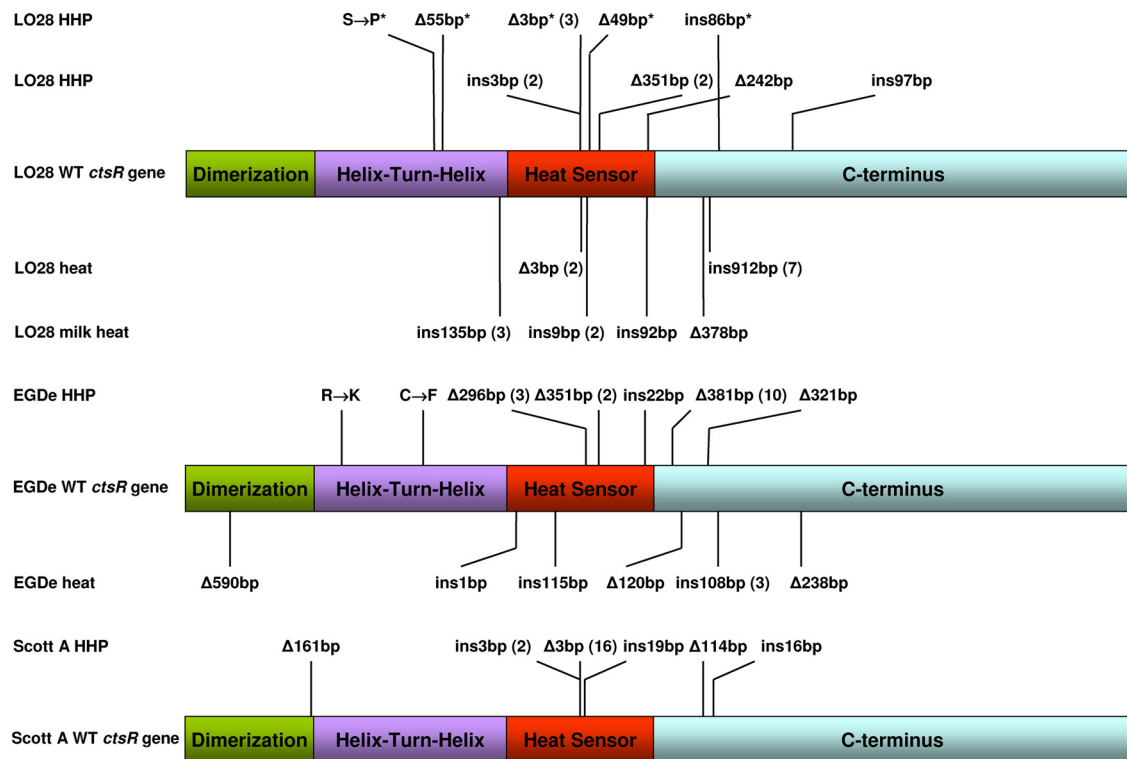 LO28 HHP S→P* Δ55bp* Δ3bp* (3) Δ49bp* ins86bp*
LO28 HHP ins3bp (2) Δ351bp (2) Δ242bp ins97bp
LO28 WT ctsR gene Dimerization Helix-Turn-Helix Heat Sensor C-terminus
LO28 heat Δ3bp (2) ins912bp (7)
LO28 milk heat ins135bp (3) ins9bp (2) ins92bp Δ378bp
EGDe HHP R→K C→F Δ296bp (3) Δ351bp (2) ins22bp Δ381bp (10) Δ321bp
EGDe WT ctsR gene Dimerization Helix-Turn-Helix Heat Sensor C-terminus
EGDe heat Δ590bp ins1bp ins115bp Δ120bp ins108bp (3) Δ238bp
Scott A HHP Δ161bp ins3bp (2) Δ3bp (16) ins19bp Δ114bp ins16bp
Scott A WT ctsR gene Dimerization Helix-Turn-Helix Heat Sensor C-terminus